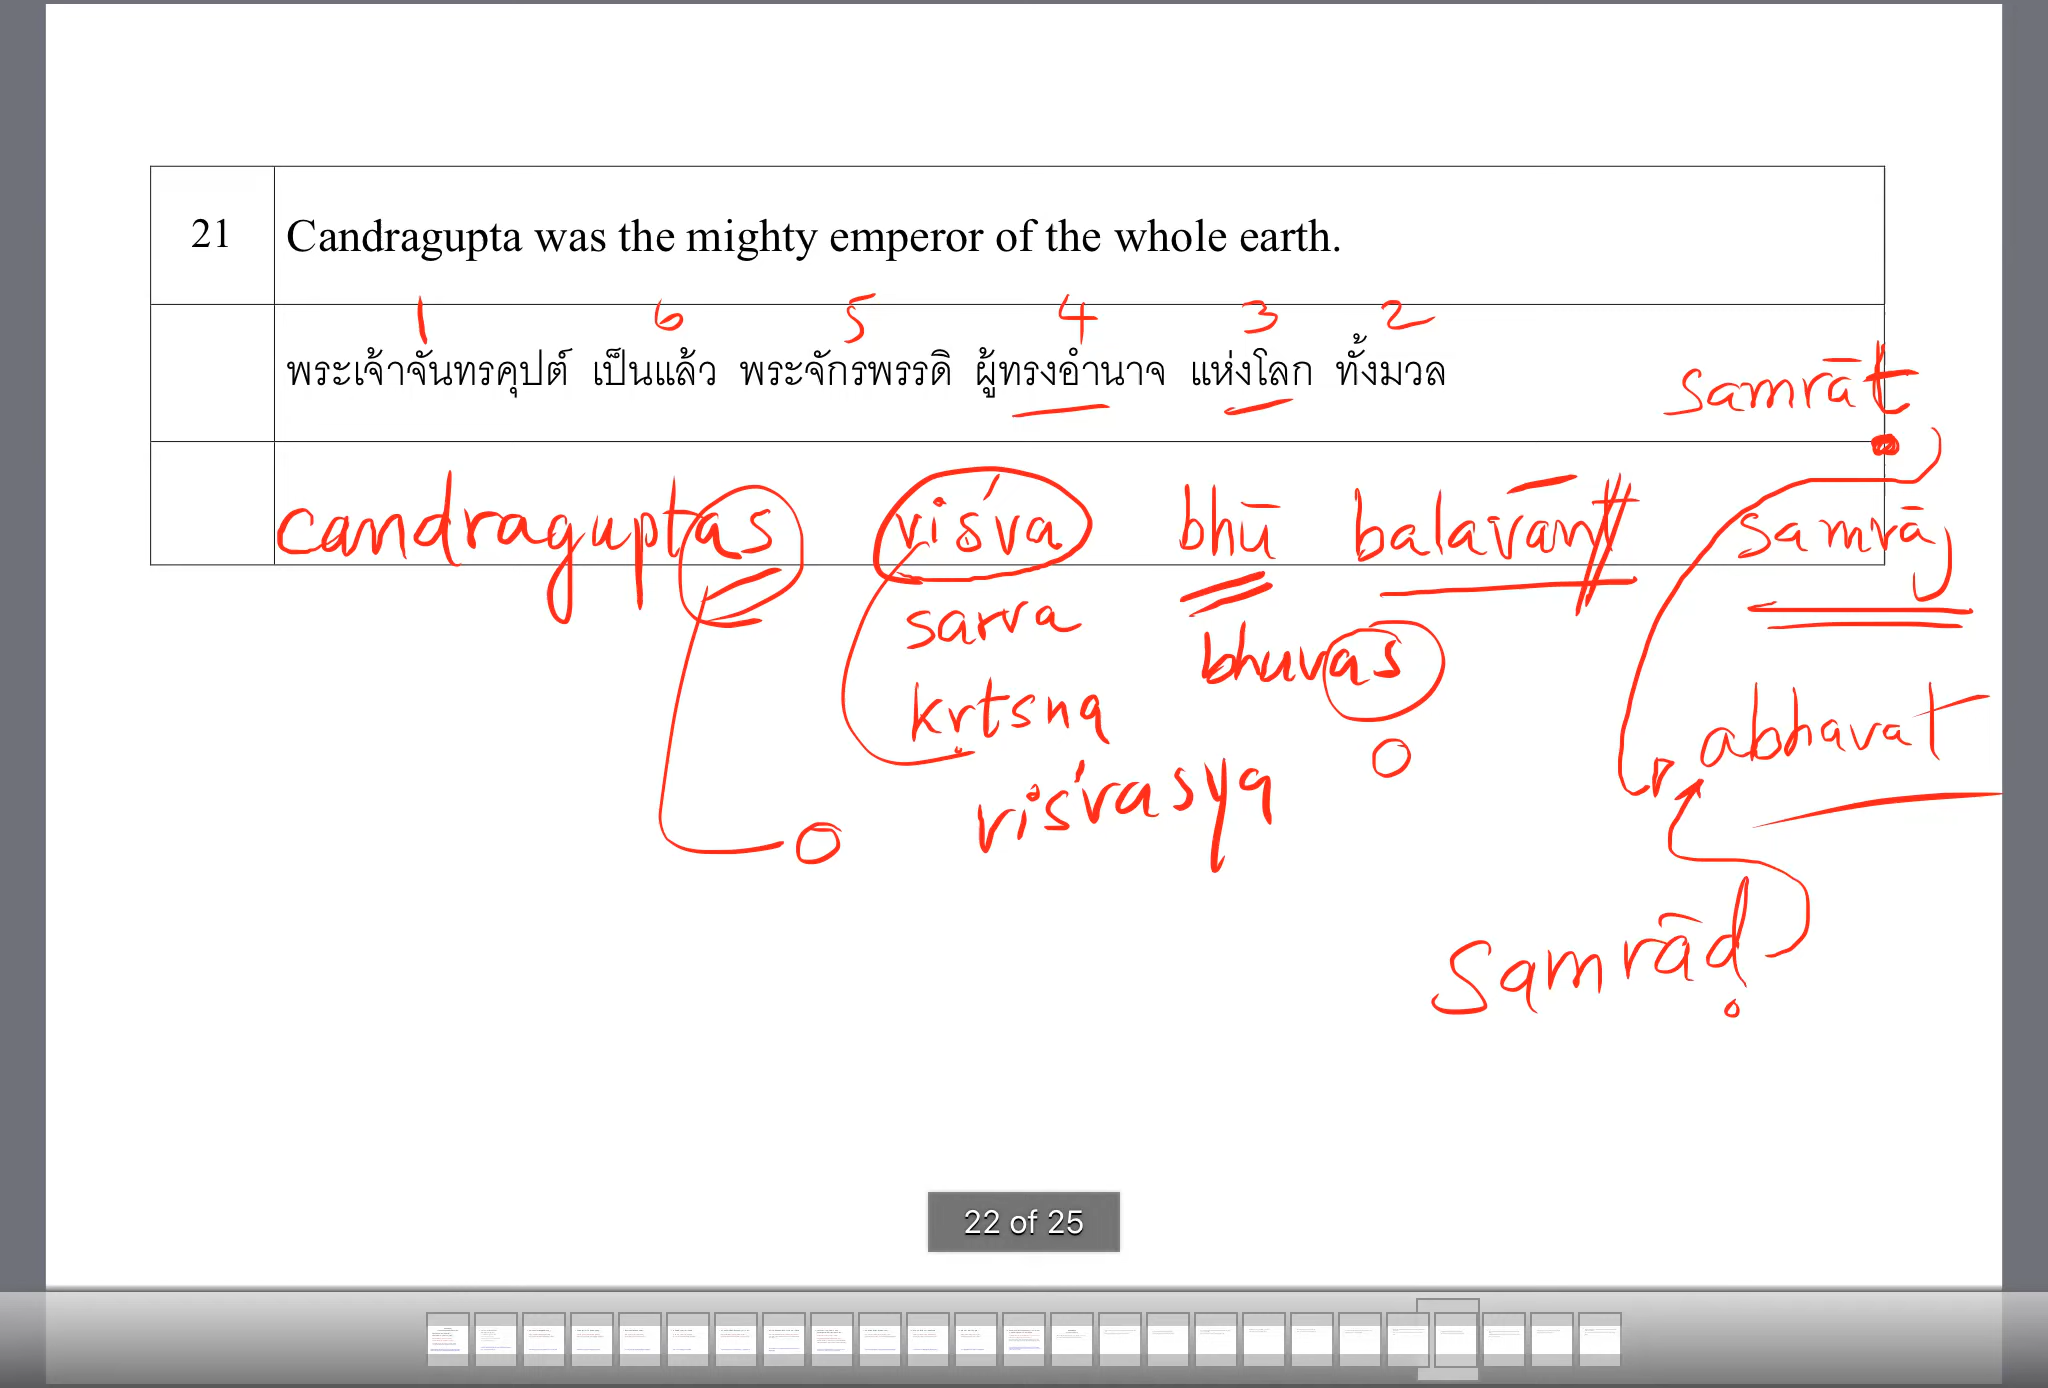 21 Candragupta was the mighty emperor of the whole earth.
1 6 5 4 3 2
พระเจ้าจันทรคุปต์ เป็นแล้ว พระจักรพรรดิ ผู้ทรงอำนาจ แห่งโลก ทั้งมวล
samrāṭ
candraguptas viśva bhū balavānt samrāj
sarva bhuvas
kṛtsna abhavat
o
viśvasya
o
samrāḍ
22 of 25